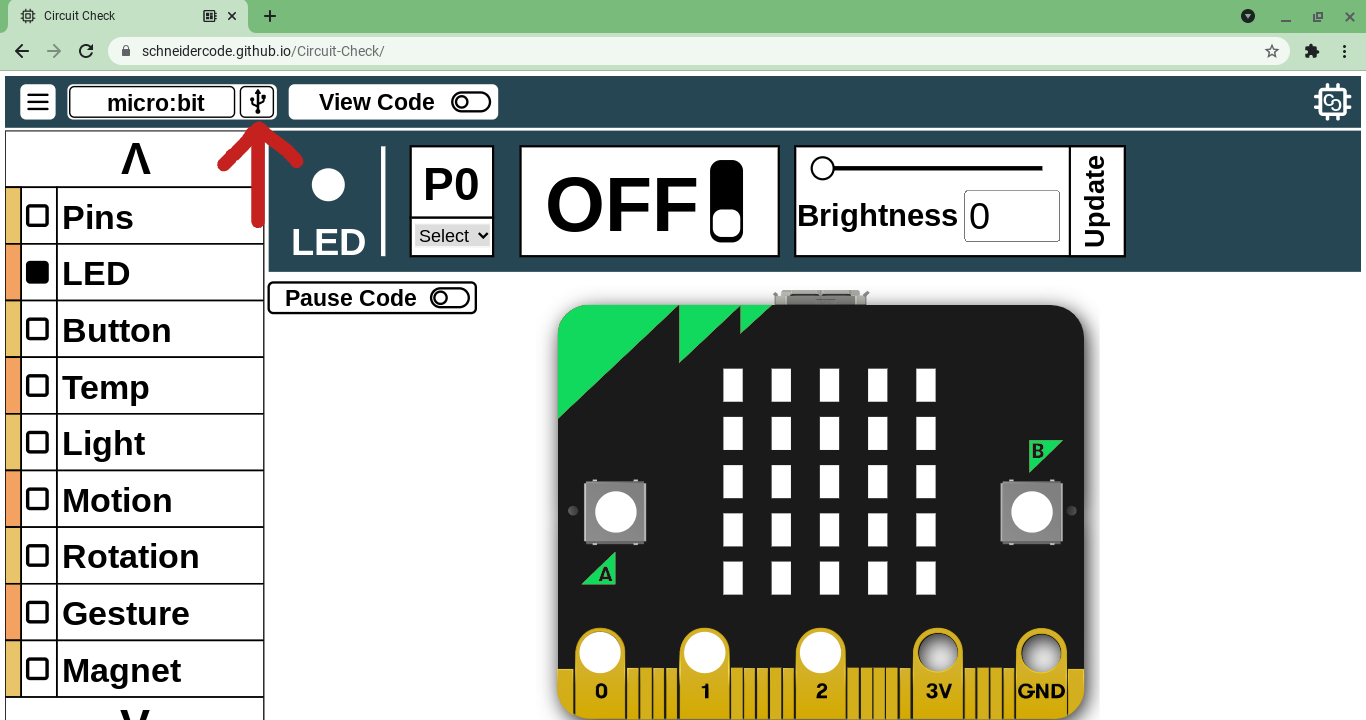 Circuit Check
schneidercode.github.io/Circuit-Check/
micro:bit
View Code
Λ
Pins
LED
Button
Temp
Light
Motion
Rotation
Gesture
Magnet
V
LED
P0
Select
OFF
Brightness 0
Update
Pause Code
B
A
0 1 2 3V GND